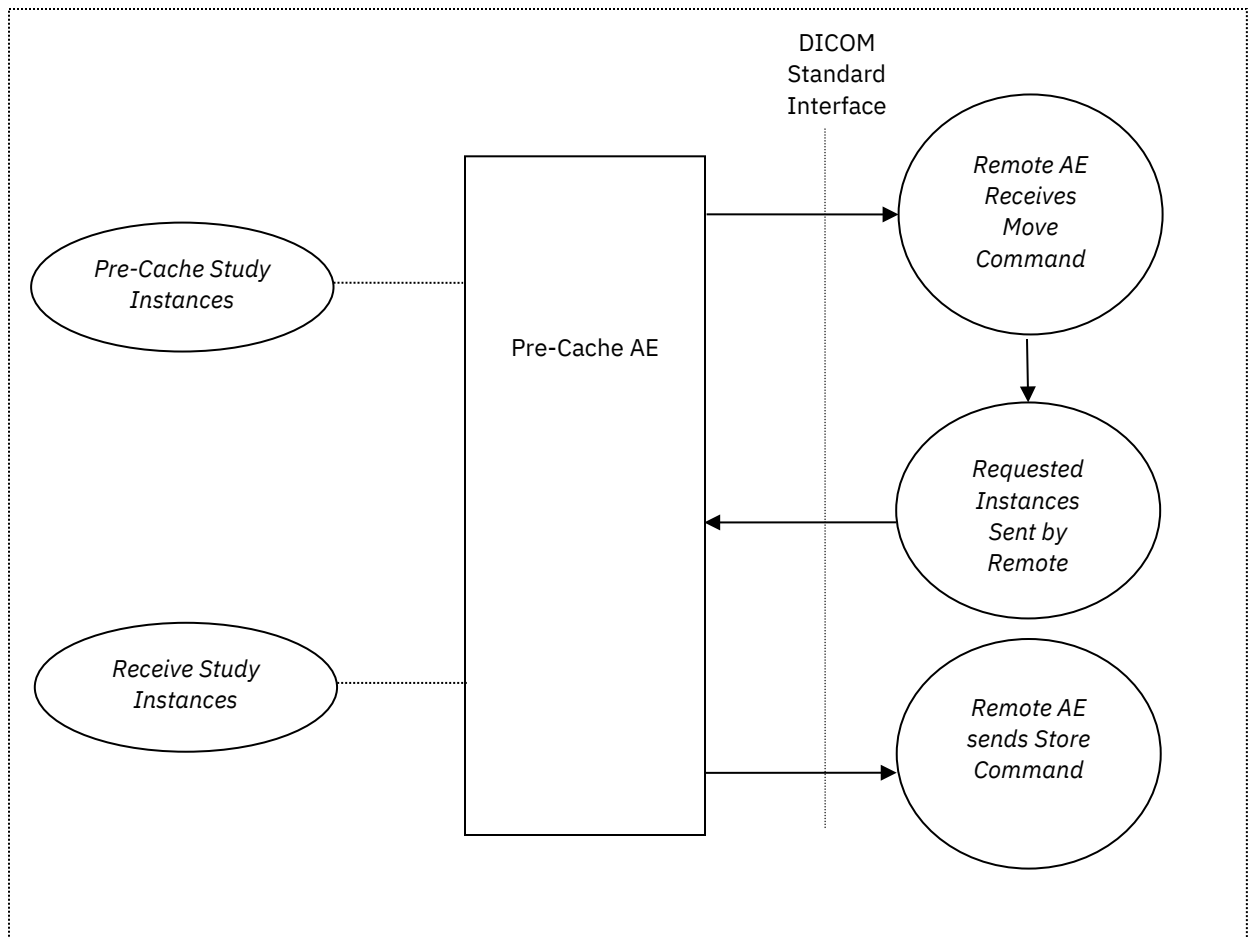 DICOM
Standard
Interface
Remote AE
Receives
Move
Command
Pre-Cache Study
Instances
Pre-Cache AE
Requested
Instances
Sent by
Remote
Receive Study
Instances
Remote AE
sends Store
Command